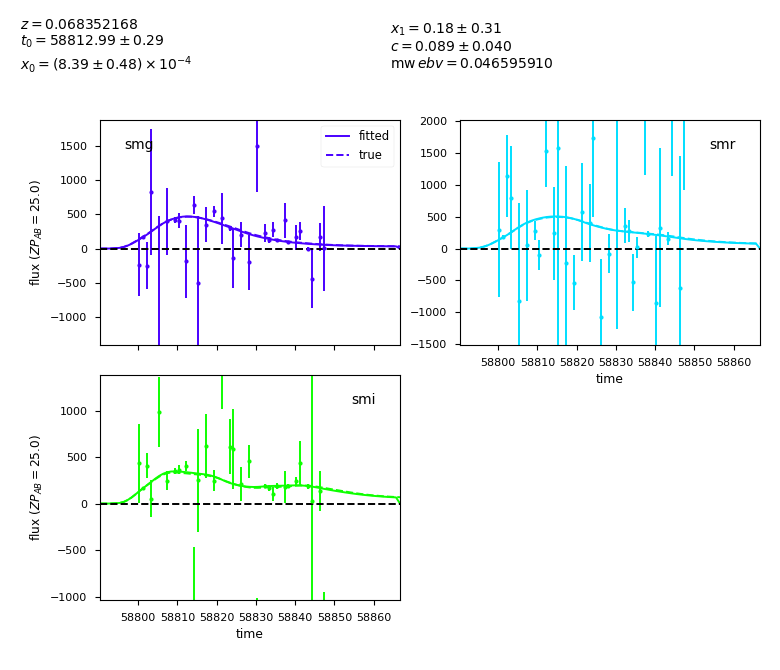 z = 0.068352168
t₀ = 58812.99 ± 0.29
x₀ = (8.39 ± 0.48) × 10⁻⁴
x₁ = 0.18 ± 0.31
c = 0.089 ± 0.040
mwebv = 0.046595910
smg
fitted
true
1500
1000
500
0
−500
−1000
flux (ZP_AB = 25.0)
smr
2000
1500
1000
500
0
−500
−1000
−1500
58800 58810 58820 58830 58840 58850 58860
time
smi
1000
500
0
−500
−1000
flux (ZP_AB = 25.0)
58800 58810 58820 58830 58840 58850 58860
time